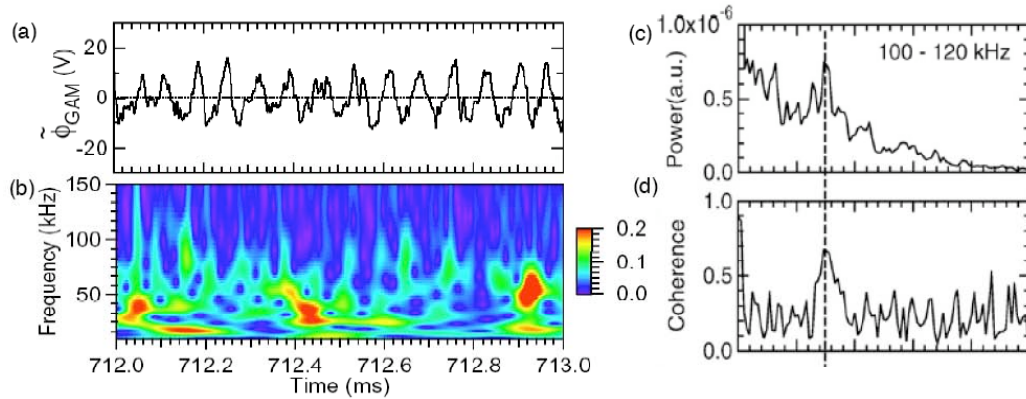 (a)
20
0
-20
ϕ̃GAM (V)
(b)
150
100
50
Frequency (kHz)
0.2
0.1
0.0
712.0 712.2 712.4 712.6 712.8 713.0
Time (ms)
(c)
1.0x10-6
100 - 120 kHz
0.5
0.0
Power(a.u.)
(d)
1.0
0.5
0.0
Coherence